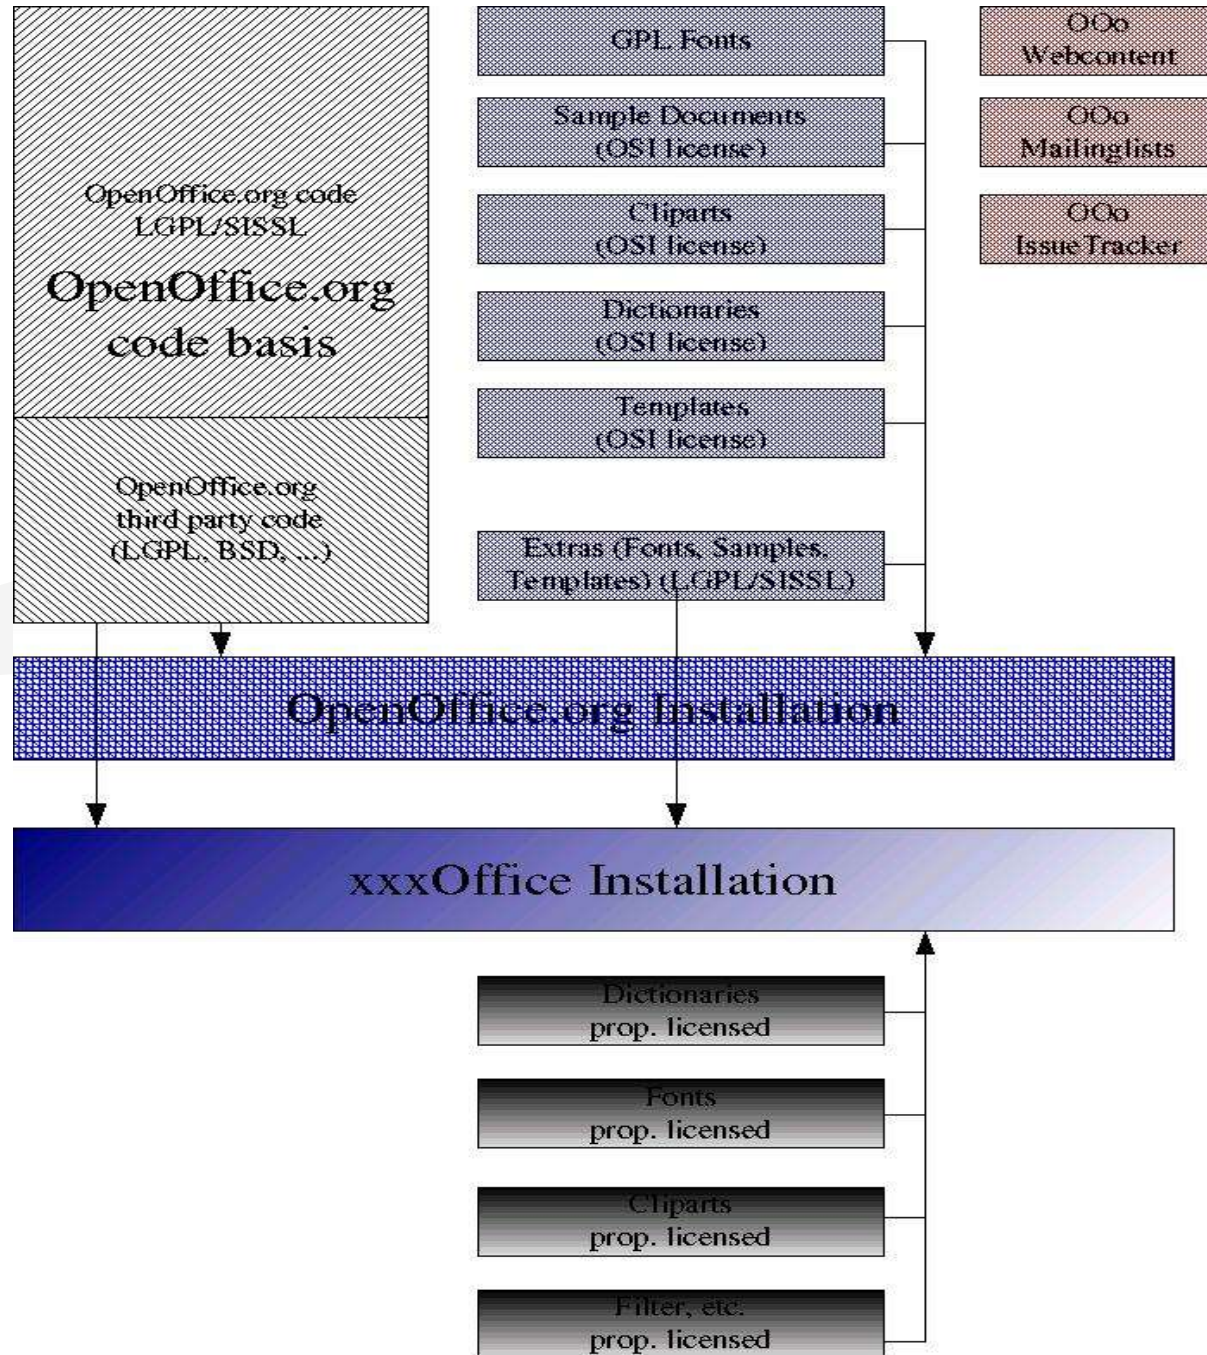 OpenOffice.org code
LGPL/SISSL
OpenOffice.org
code basis
OpenOffice.org
third party code
(LGPL, BSD, ...)
GPL Fonts
Sample Documents
(OSI license)
Cliparts
(OSI license)
Dictionaries
(OSI license)
Templates
(OSI license)
Extras (Fonts, Samples,
Templates) (LGPL/SISSL)
OOo
Webcontent
OOo
Mailinglists
OOo
IssueTracker
OpenOffice.org Installation
xxxOffice Installation
Dictionaries
prop. licensed
Fonts
prop. licensed
Cliparts
prop. licensed
Filter, etc.
prop. licensed